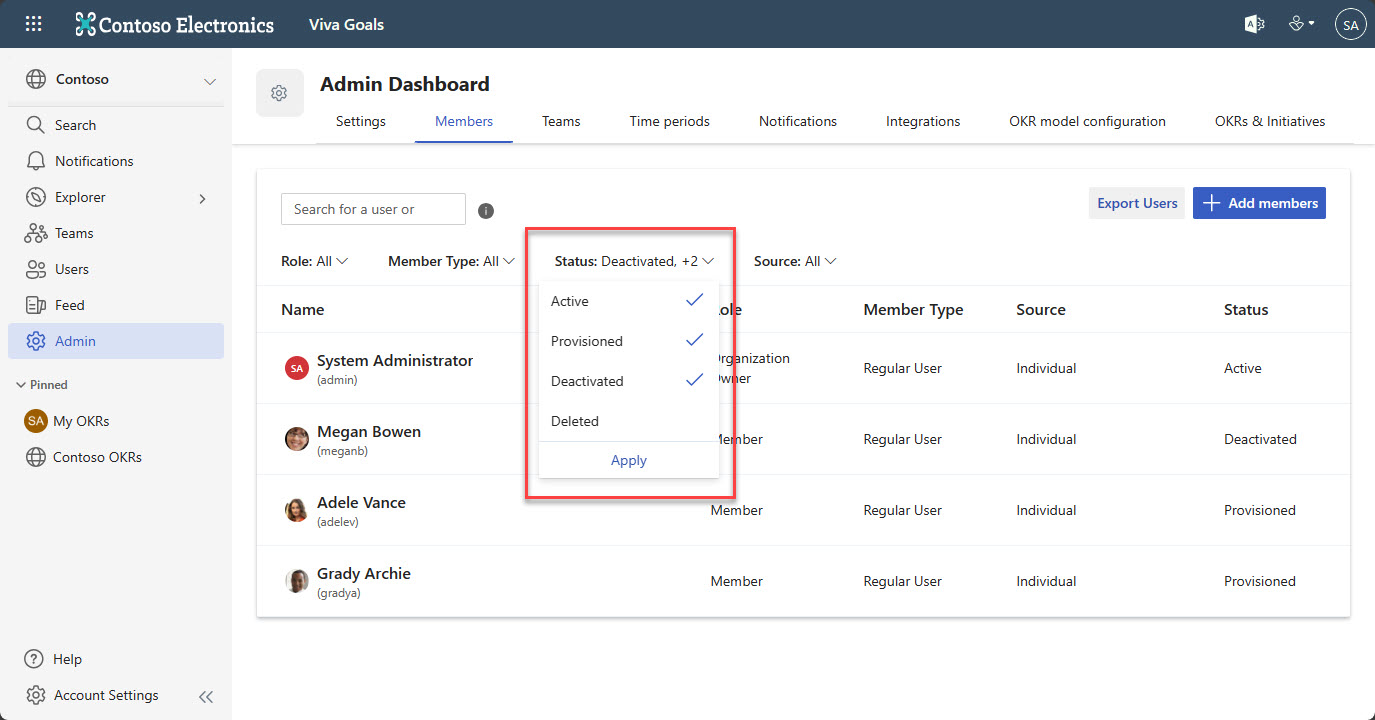 Contoso Electronics
Viva Goals
SA
Contoso
Search
Notifications
Explorer
Teams
Users
Feed
Admin
Pinned
SA My OKRs
Contoso OKRs
Help
Account Settings
Admin Dashboard
Settings Members Teams Time periods Notifications Integrations OKR model configuration OKRs & Initiatives
Search for a user or
Export Users
Add members
Role: All Member Type: All Status: Deactivated, +2 Source: All
Active
Provisioned
Deactivated
Deleted
Apply
Name ole Member Type Source Status
SA System Administrator
(admin)
rganization
wner
Regular User Individual Active
Megan Bowen
(meganb)
Member Regular User Individual Deactivated
Adele Vance
(adelev)
Member Regular User Individual Provisioned
Grady Archie
(gradya)
Member Regular User Individual Provisioned